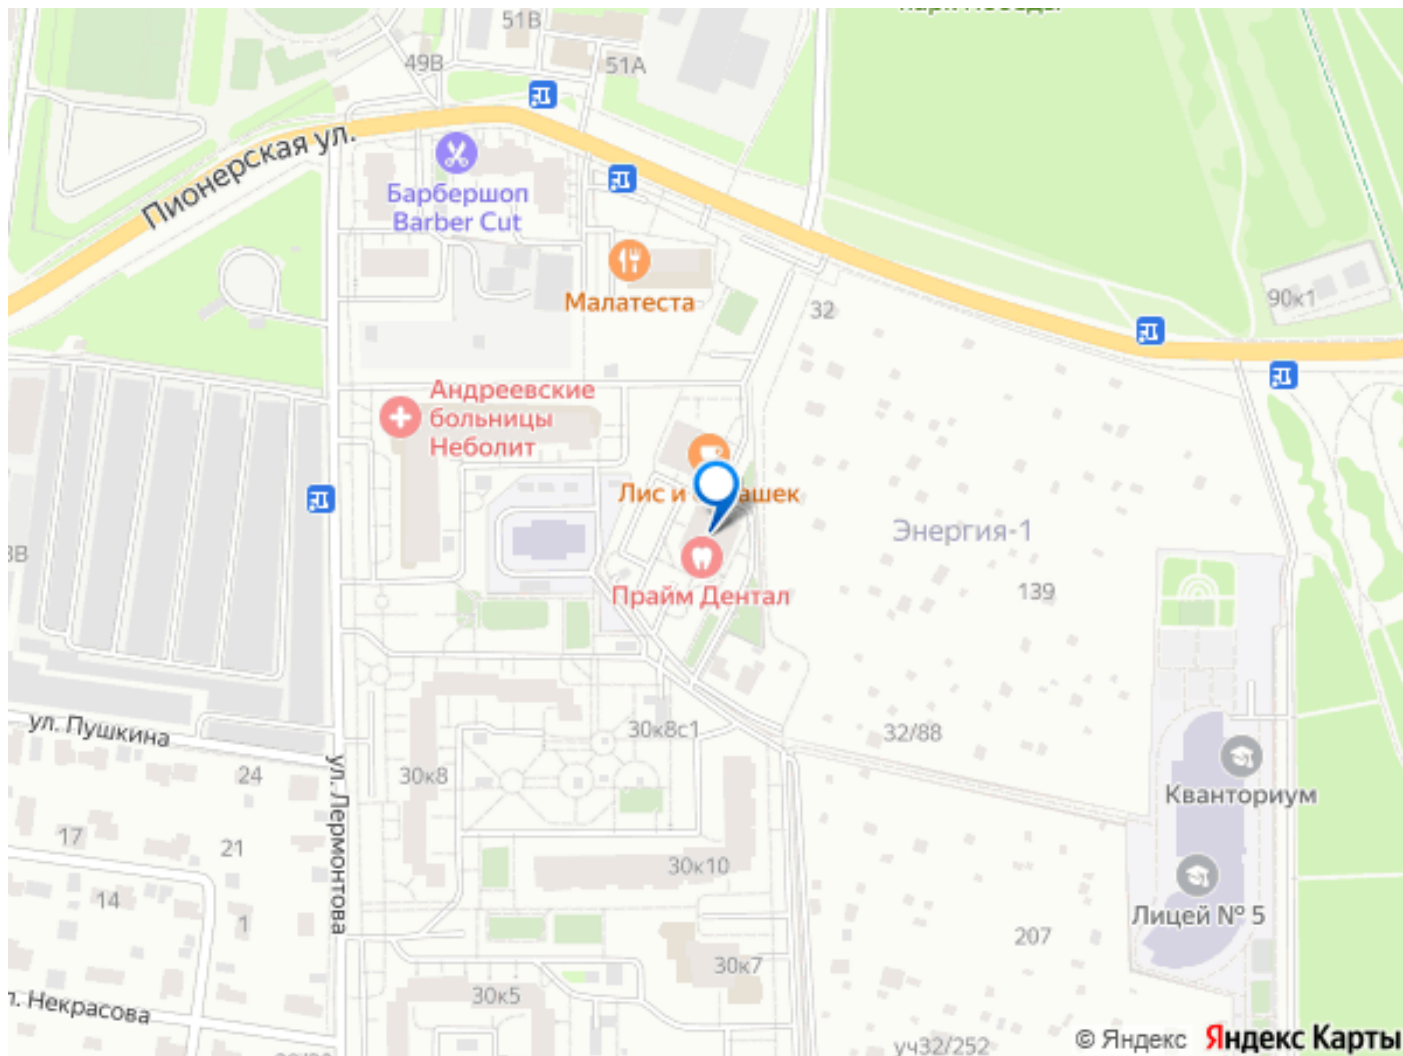 51В
49В
51А
Пионерская ул.
Барбершоп
Barber Cut
Малатеста
32
90к1
Андреевские
больницы
Неболит
Лис и
ашек
Энергия-1
139
Прайм Дентал
ул. Пушкина
30к8с1
32/88
24
30к8
ул. Лермонтова
Кванториум
17
21
30к10
14
1
Лицей № 5
207
30к7
30к5
Некрасова
уч32/252
© Яндекс Яндекс Карты